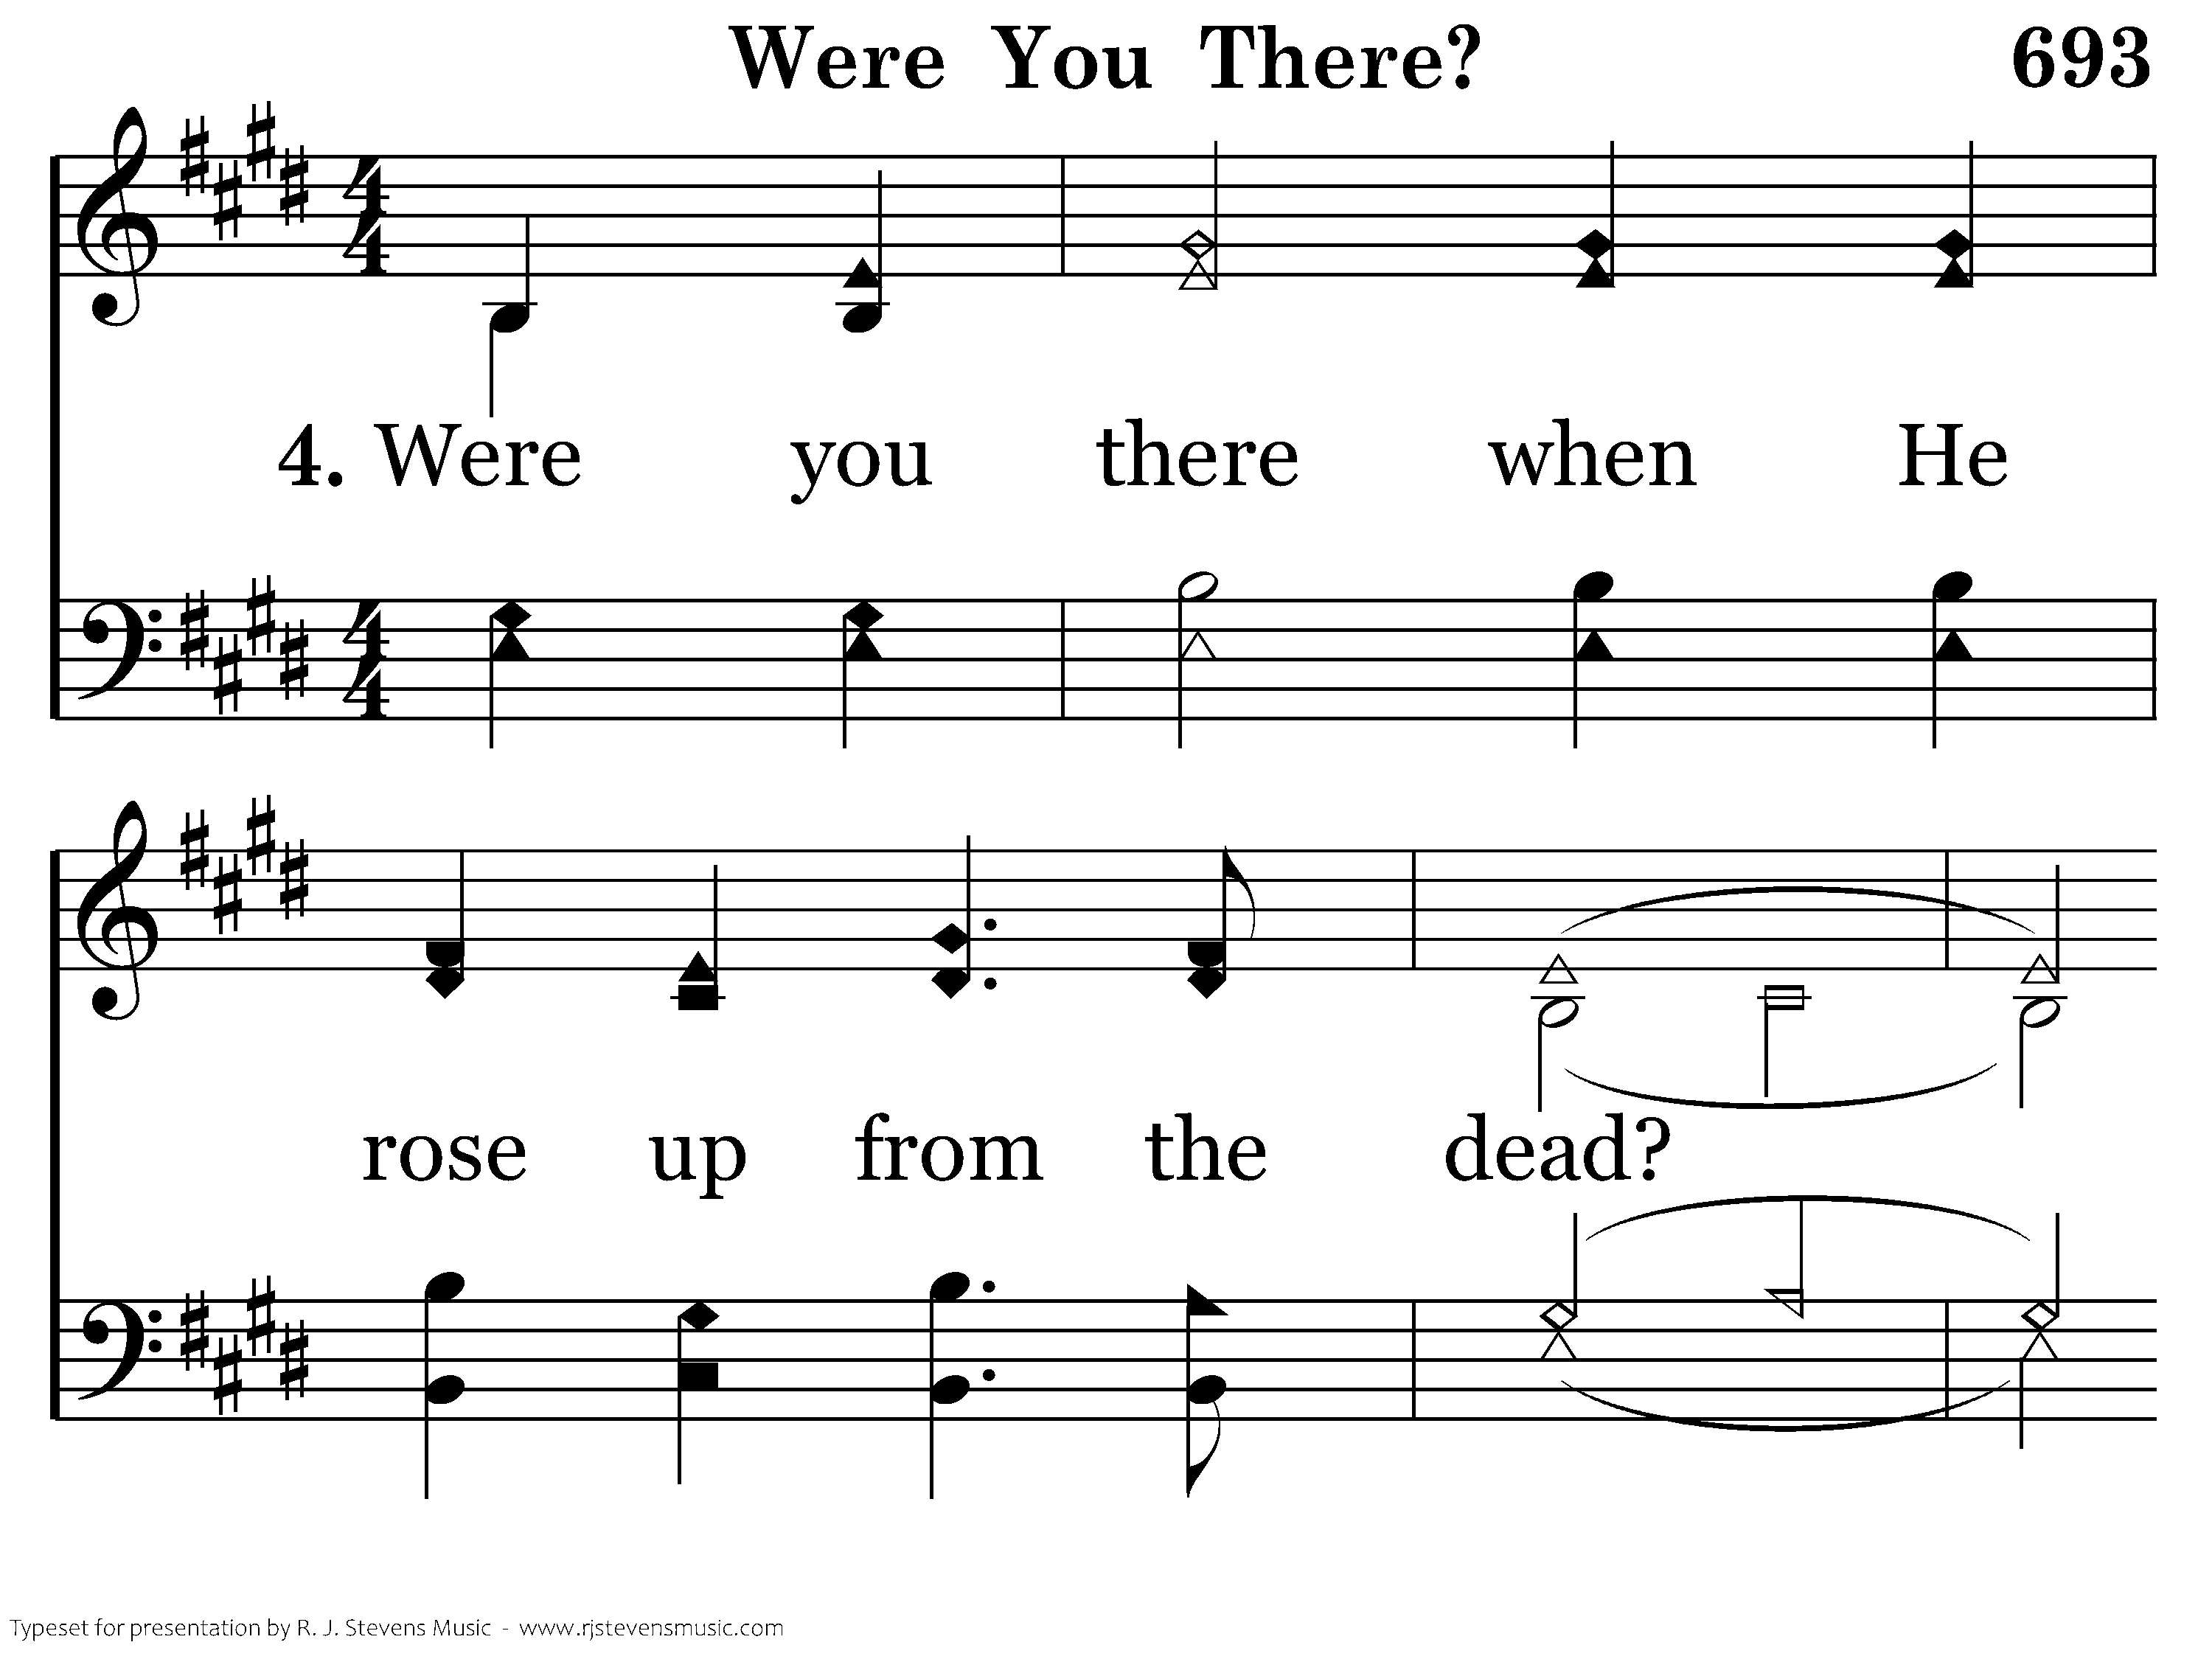 Were You There? 693
4. Were you there when He
rose up from the dead?
Typeset for presentation by R. J. Stevens Music - www.rjstevensmusic.com